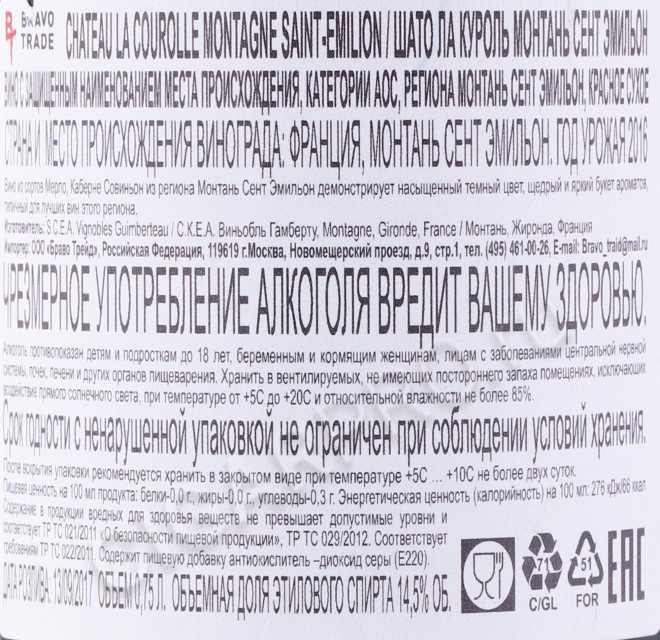 BRAVO TRADE CHATEAU LA COUROLLE MONTAGNE SAINT-EMILION / ШАТО ЛА КУРОЛЬ МОНТАНЬ СЕНТ ЭМИЛЬОН
ВИНО С ЗАЩИЩЕННЫМ НАИМЕНОВАНИЕМ МЕСТА ПРОИСХОЖДЕНИЯ, КАТЕГОРИИ АОС, РЕГИОНА МОНТАНЬ СЕНТ ЭМИЛЬОН, КРАСНОЕ СУХОЕ
СТРАНА И МЕСТО ПРОИСХОЖДЕНИЯ ВИНОГРАДА: ФРАНЦИЯ, МОНТАНЬ СЕНТ ЭМИЛЬОН. ГОД УРОЖАЯ 2016
Вино из сортов Мерло, Каберне Совиньон из региона Монтань Сент Эмильон демонстрирует насыщенный темный цвет, щедрый и яркий букет ароматов,
типичный для лучших вин этого региона.
Изготовитель: S.C.E.A. Vignobles Guimberteau / С.К.Е.А. Виньобль Гамберту, Montagne, Gironde, France / Монтань, Жиронда, Франция
Импортер: ООО «Браво Трейд», Российская Федерация, 119619 г.Москва, Новомещерский проезд, д.9, стр.1, тел. (495) 461-00-26, E-mail: Bravo_traid@mail.ru
ЧРЕЗМЕРНОЕ УПОТРЕБЛЕНИЕ АЛКОГОЛЯ ВРЕДИТ ВАШЕМУ ЗДОРОВЬЮ.
Алкоголь противопоказан детям и подросткам до 18 лет, беременным и кормящим женщинам, лицам с заболеваниями центральной нервной
системы, почек, печени и других органов пищеварения. Хранить в вентилируемых, не имеющих постороннего запаха помещениях, исключающих
воздействие прямого солнечного света, при температуре от +5С до +20С и относительной влажности не более 85%.
Срок годности с ненарушенной упаковкой не ограничен при соблюдении условий хранения.
После вскрытия упаковки рекомендуется хранить в закрытом виде при температуре +5С ... +10С не более двух суток.
Пищевая ценность на 100 мл продукта: белки-0,0 г., жиры-0,0 г., углеводы-0,3 г. Энергетическая ценность (калорийность) на 100 мл: 276 кДж/66 ккал
Содержание в продукции вредных для здоровья веществ не превышает допустимые уровни и
соответствует ТР ТС 021/2011 «О безопасности пищевой продукции», ТР ТС 029/2012. Соответствует
требованиям ТР ТС 022/2011. Содержит пищевую добавку антиокислитель –диоксид серы (Е220).
ДАТА РОЗЛИВА: 13/09/2017 ОБЪЕМ 0,75 Л. ОБЪЕМНАЯ ДОЛЯ ЭТИЛОВОГО СПИРТА 14,5% ОБ.
71 C/GL
51 FOR
EAC